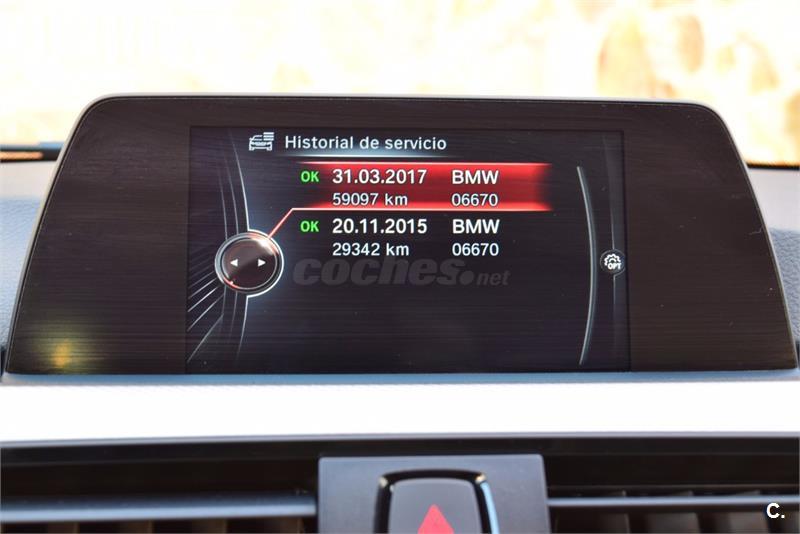 Historial de servicio
OK 31.03.2017 BMW
59097 km 06670
OK 20.11.2015 BMW
29342 km 06670
coches.net
OPT
C.